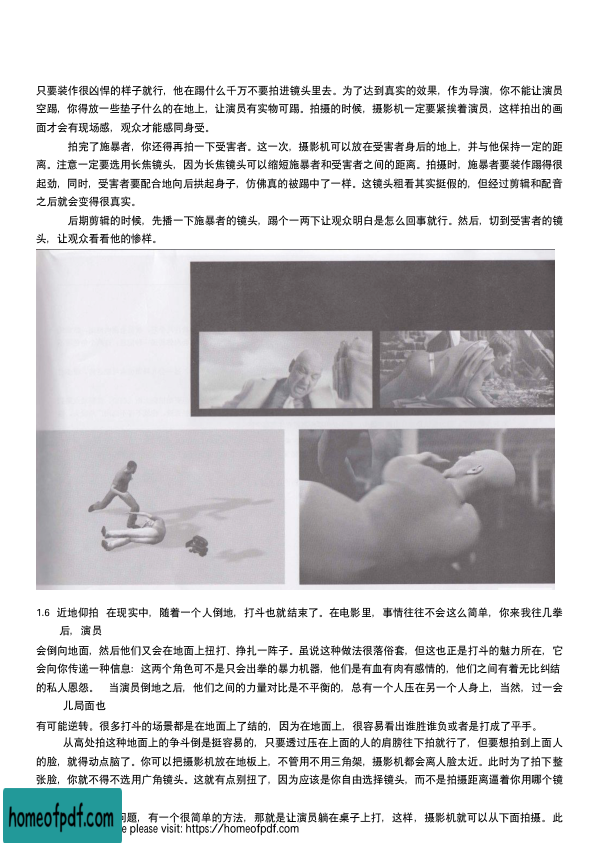 只要装作很凶悍的样子就行，他在踢什么千万不要拍进镜头里去。为了达到真实的效果，作为导演，你不能让演员
空踢，你得放一些垫子什么的在地上，让演员有实物可踢。拍摄的时候，摄影机一定要紧挨着演员，这样拍出的画
面才会有现场感，观众才能感同身受。
拍完了施暴者，你还得再拍一下受害者。这一次，摄影机可以放在受害者身后的地上，并与他保持一定的距
离。注意一定要选用长焦镜头，因为长焦镜头可以缩短施暴者和受害者之间的距离。拍摄时，施暴者要装作踢得很
起劲，同时，受害者要配合地向后拱起身子，仿佛真的被踢中了一样。这镜头粗看其实挺假的，但经过剪辑和配音
之后就会变得很真实。
后期剪辑的时候，先播一下施暴者的镜头，踢个一两下让观众明白是怎么回事就行。然后，切到受害者的镜
头，让观众看看他的惨样。
1.6 近地仰拍 在现实中，随着一个人倒地，打斗也就结束了。在电影里，事情往往不会这么简单，你来我往几拳
后，演员
会倒向地面，然后他们又会在地面上扭打、挣扎一阵子。虽说这种做法很落俗套，但这也正是打斗的魅力所在，它
会向你传递一种信息：这两个角色可不是只会出拳的暴力机器，他们是有血有肉有感情的，他们之间有着无比纠结
的私人恩怨。 当演员倒地之后，他们之间的力量对比是不平衡的，总有一个人压在另一个人身上，当然，过一会
儿局面也
有可能逆转。很多打斗的场景都是在地面上了结的，因为在地面上，很容易看出谁胜谁负或者是打成了平手。
从高处拍这种地面上的争斗倒是挺容易的，只要透过压在上面的人的肩膀往下拍就行了，但要想拍到上面人
的脸，就得动点脑了。你可以把摄影机放在地板上，不管用不用三角架，摄影机都会离人脸太近。此时为了拍下整
张脸，你就不得不选用广角镜头。这就有点别扭了，因为应该是你自由选择镜头，而不是拍摄距离逼着你用哪个镜
问题，有一个很简单的方法，那就是让演员躺在桌子上打，这样，摄影机就可以从下面拍摄。此
homeofpdf.com
e please visit: https://homeofpdf.com